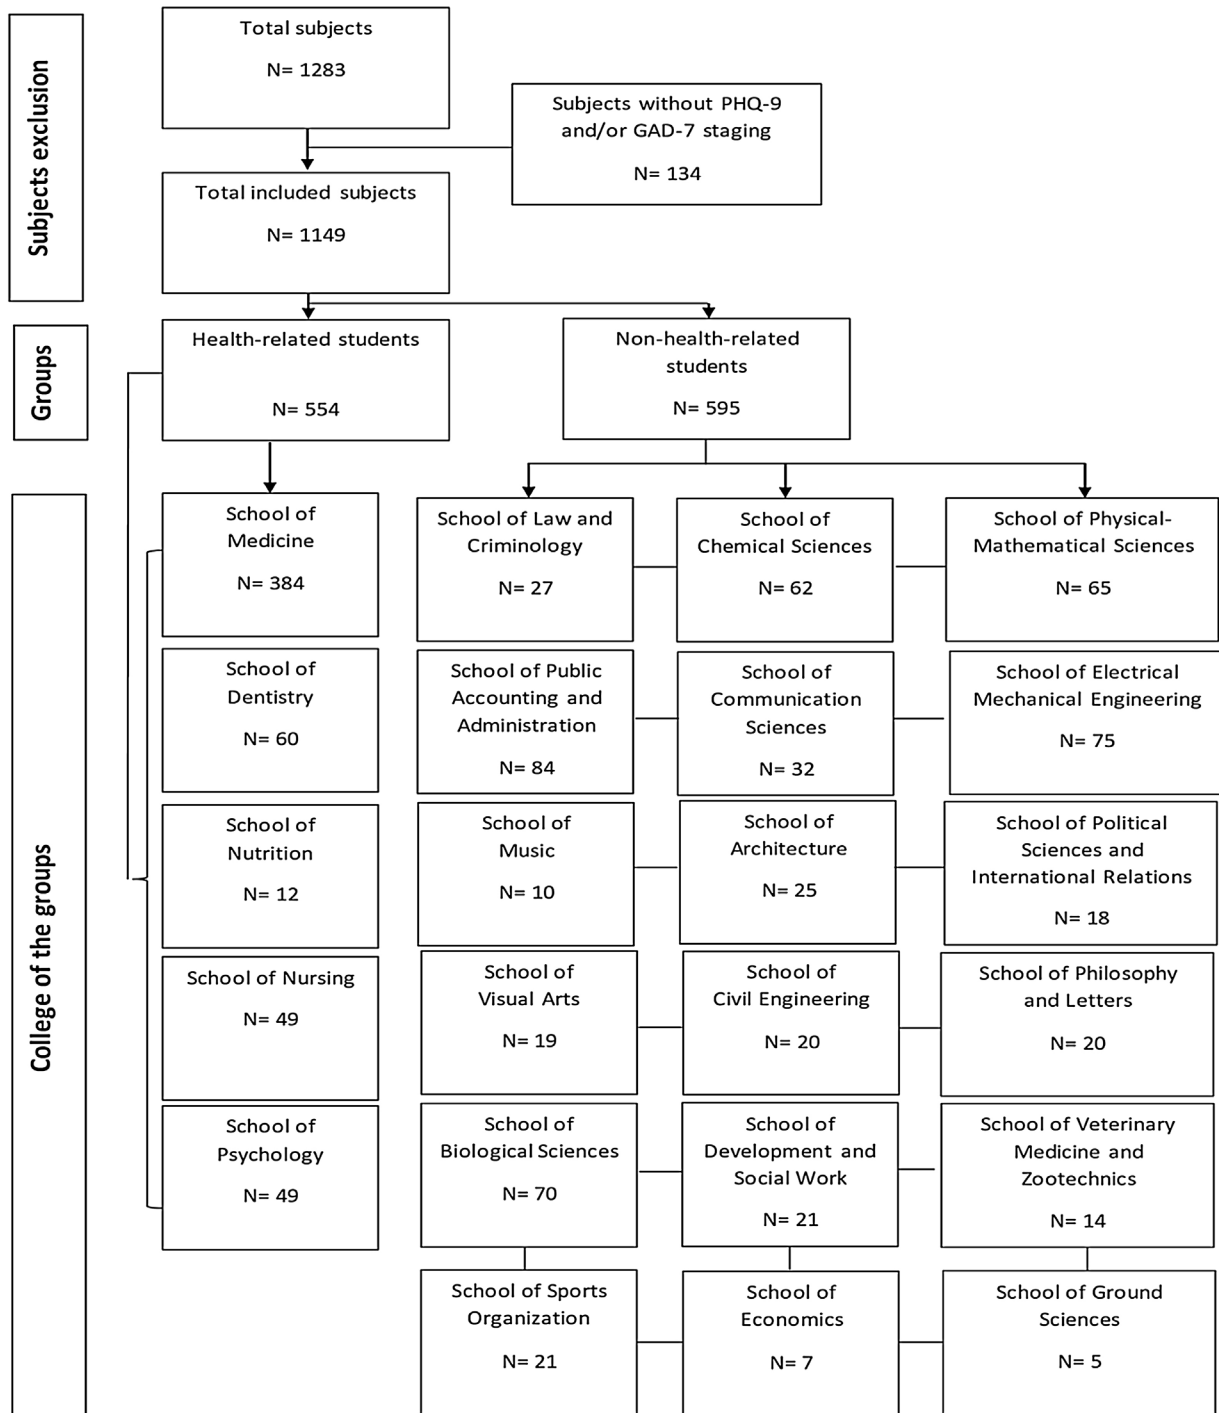 Subjects exclusion
Total subjects
N= 1283
Subjects without PHQ-9
and/or GAD-7 staging
N= 134
Total included subjects
N= 1149
Groups
Health-related students
N= 554
Non-health-related
students
N= 595
College of the groups
School of
Medicine
N= 384
School of Law and
Criminology
N= 27
School of
Chemical Sciences
N= 62
School of Physical-
Mathematical Sciences
N= 65
School of
Dentistry
N= 60
School of Public
Accounting and
Administration
N= 84
School of
Communication
Sciences
N= 32
School of Electrical
Mechanical Engineering
N= 75
School of
Nutrition
N= 12
School of
Music
N= 10
School of
Architecture
N= 25
School of Political
Sciences and
International Relations
N= 18
School of Nursing
N= 49
School of
Visual Arts
N= 19
School of
Civil Engineering
N= 20
School of Philosophy
and Letters
N= 20
School of
Psychology
N= 49
School of
Biological Sciences
N= 70
School of
Development and
Social Work
N= 21
School of Veterinary
Medicine and
Zootechnics
N= 14
School of Sports
Organization
N= 21
School of
Economics
N= 7
School of Ground
Sciences
N= 5